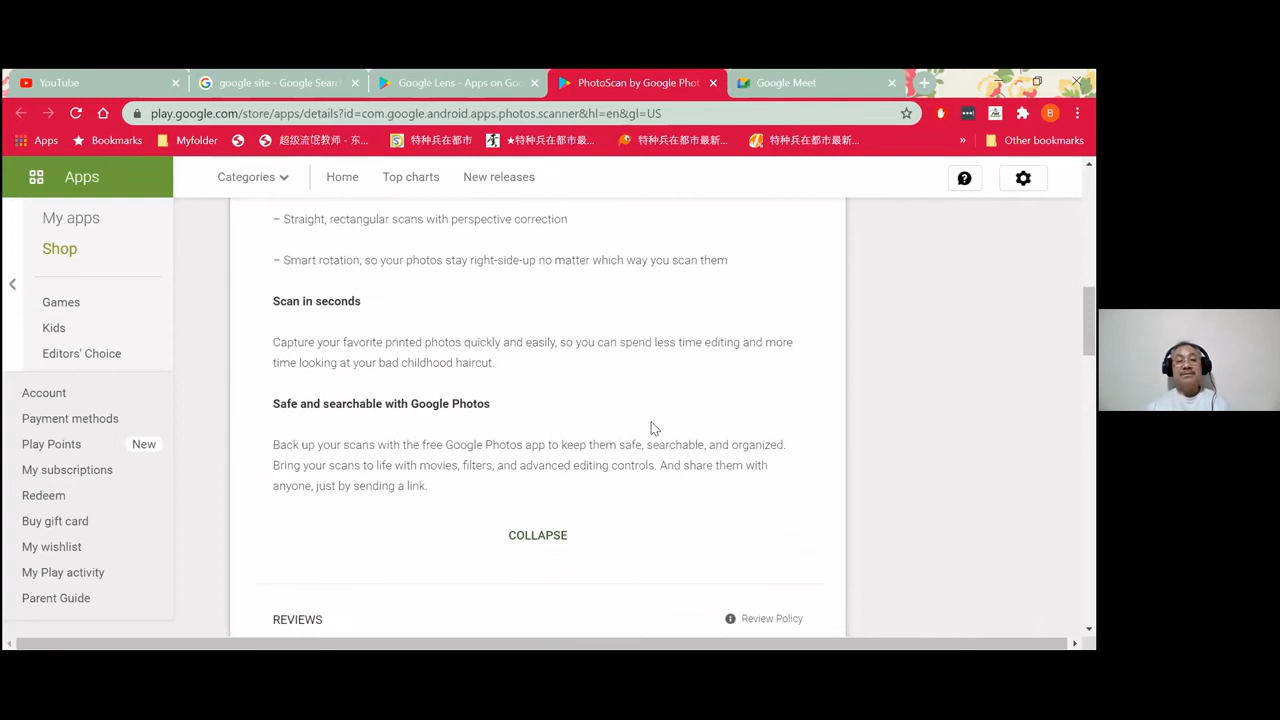 YouTube
google site - Google Search
Google Lens - Apps on Goo
PhotoScan by Google Phot
Google Meet
play.google.com/store/apps/details?id=com.google.android.apps.photos.scanner&hl=en&gl=US
B
Apps
Bookmarks
Myfolder
超级流氓教师 - 东...
特种兵在都市
★特种兵在都市最...
特种兵在都市最新...
特种兵在都市最新...
»
Other bookmarks
Apps
Categories
Home
Top charts
New releases
My apps
Shop
Games
Kids
Editors' Choice
Account
Payment methods
Play Points
New
My subscriptions
Redeem
Buy gift card
My wishlist
My Play activity
Parent Guide
– Straight, rectangular scans with perspective correction
– Smart rotation, so your photos stay right-side-up no matter which way you scan them
Scan in seconds
Capture your favorite printed photos quickly and easily, so you can spend less time editing and more
time looking at your bad childhood haircut.
Safe and searchable with Google Photos
Back up your scans with the free Google Photos app to keep them safe, searchable, and organized.
Bring your scans to life with movies, filters, and advanced editing controls. And share them with
anyone, just by sending a link.
COLLAPSE
REVIEWS
Review Policy